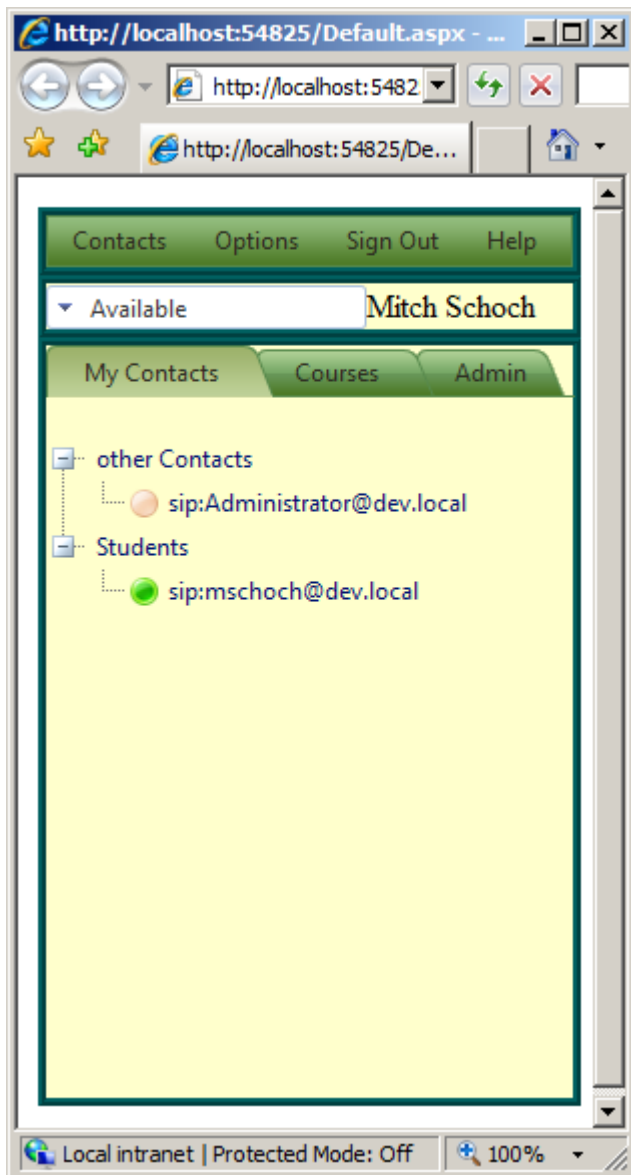 http://localhost:54825/Default.aspx - ...
http://localhost:5482
http://localhost:54825/De...
Contacts Options Sign Out Help
Available Mitch Schoch
My Contacts Courses Admin
other Contacts
sip:Administrator@dev.local
Students
sip:mschoch@dev.local
Local intranet | Protected Mode: Off 100%